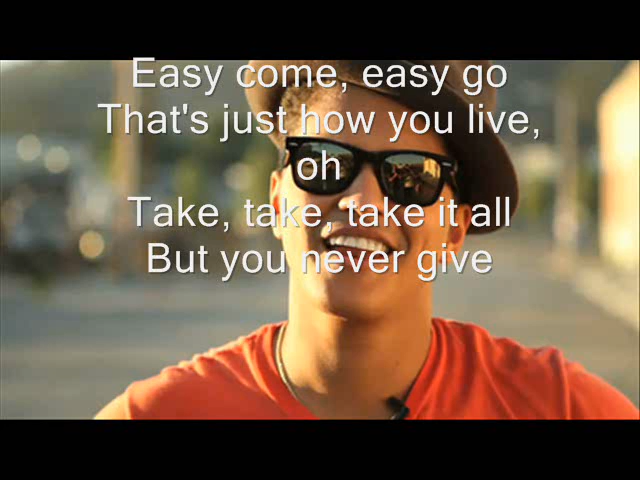 Easy come, easy go
That's just how you live,
oh
Take, take, take it all
But you never give